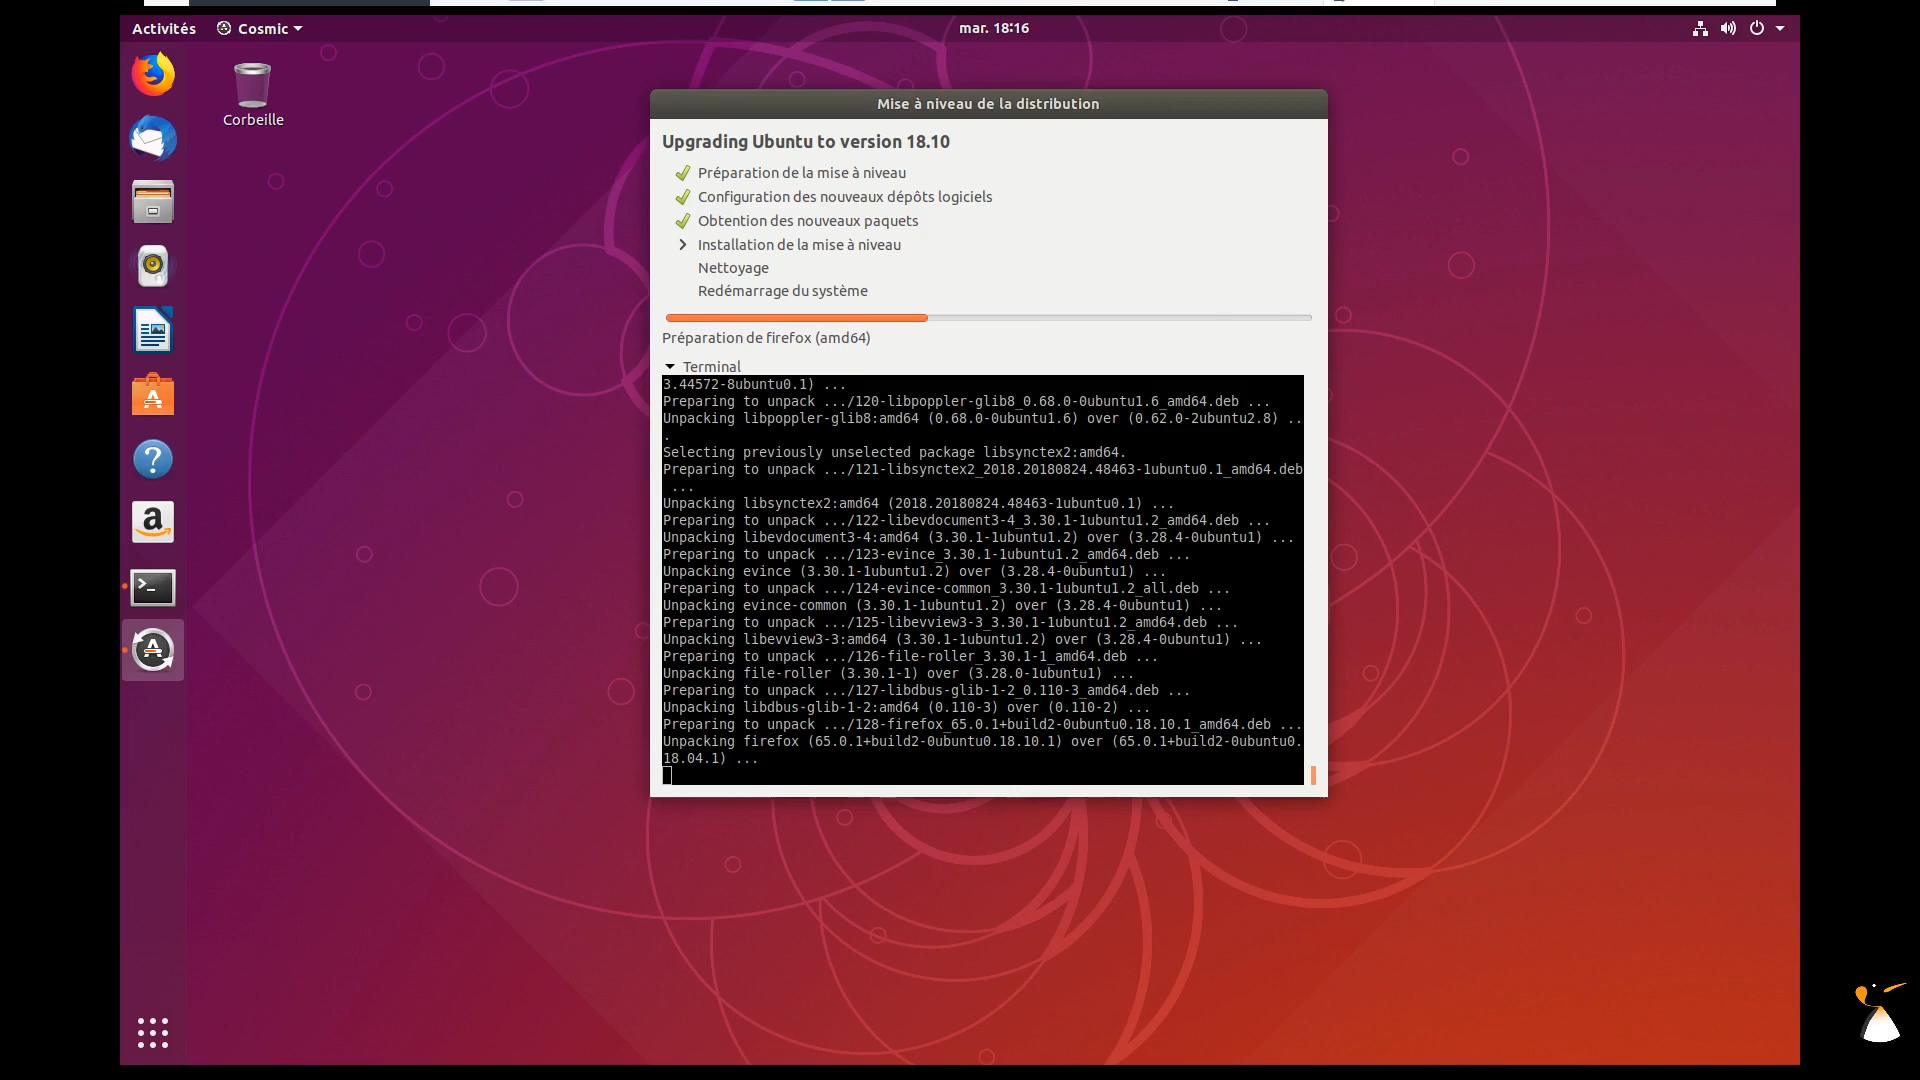 Activités
Cosmic
mar. 18:16
Corbeille
Mise à niveau de la distribution
Upgrading Ubuntu to version 18.10
Préparation de la mise à niveau
Configuration des nouveaux dépôts logiciels
Obtention des nouveaux paquets
Installation de la mise à niveau
Nettoyage
Redémarrage du système
Préparation de firefox (amd64)
Terminal
3.44572-8ubuntu0.1) ...
Preparing to unpack .../120-libpoppler-glib8_0.68.0-0ubuntu1.6_amd64.deb ...
Unpacking libpoppler-glib8:amd64 (0.68.0-0ubuntu1.6) over (0.62.0-2ubuntu2.8) ..
.
Selecting previously unselected package libsynctex2:amd64.
Preparing to unpack .../121-libsynctex2_2018.20180824.48463-1ubuntu0.1_amd64.deb
...
Unpacking libsynctex2:amd64 (2018.20180824.48463-1ubuntu0.1) ...
Preparing to unpack .../122-libevdocument3-4_3.30.1-1ubuntu1.2_amd64.deb ...
Unpacking libevdocument3-4:amd64 (3.30.1-1ubuntu1.2) over (3.28.4-0ubuntu1) ...
Preparing to unpack .../123-evince_3.30.1-1ubuntu1.2_amd64.deb ...
Unpacking evince (3.30.1-1ubuntu1.2) over (3.28.4-0ubuntu1) ...
Preparing to unpack .../124-evince-common_3.30.1-1ubuntu1.2_all.deb ...
Unpacking evince-common (3.30.1-1ubuntu1.2) over (3.28.4-0ubuntu1) ...
Preparing to unpack .../125-libevview3-3_3.30.1-1ubuntu1.2_amd64.deb ...
Unpacking libevview3-3:amd64 (3.30.1-1ubuntu1.2) over (3.28.4-0ubuntu1) ...
Preparing to unpack .../126-file-roller_3.30.1-1_amd64.deb ...
Unpacking file-roller (3.30.1-1) over (3.28.0-1ubuntu1) ...
Preparing to unpack .../127-libdbus-glib-1-2_0.110-3_amd64.deb ...
Unpacking libdbus-glib-1-2:amd64 (0.110-3) over (0.110-2) ...
Preparing to unpack .../128-firefox_65.0.1+build2-0ubuntu0.18.10.1_amd64.deb ...
Unpacking firefox (65.0.1+build2-0ubuntu0.18.10.1) over (65.0.1+build2-0ubuntu0.
18.04.1) ...